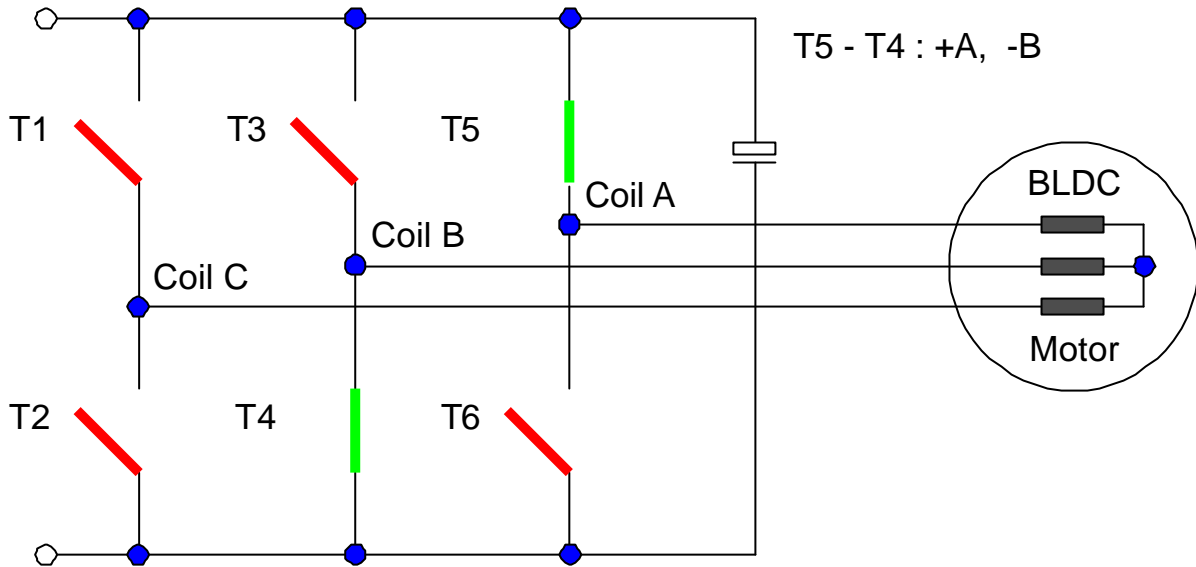 T5 - T4 : +A, -B
T1
T3
T5
BLDC
Coil A
Coil B
Coil C
Motor
T2
T4
T6